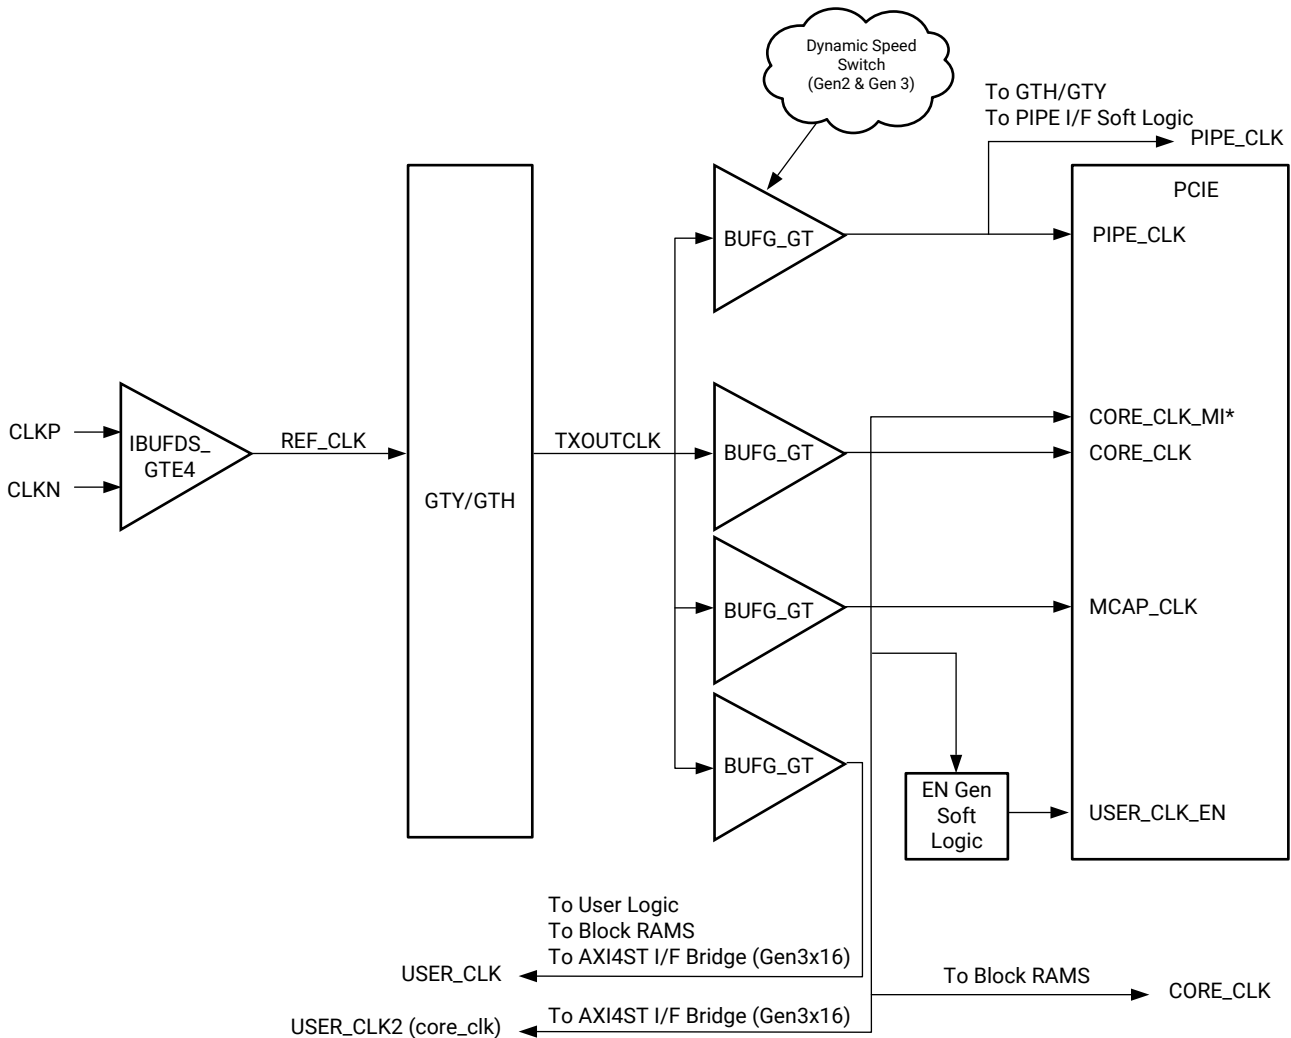 Dynamic Speed
Switch
(Gen2 & Gen 3)
To GTH/GTY
To PIPE I/F Soft Logic
PIPE_CLK
PCIE
BUFG_GT
PIPE_CLK
CORE_CLK_MI*
CLKP
IBUFDS_
GTE4
REF_CLK
TXOUTCLK
BUFG_GT
CORE_CLK
CLKN
GTY/GTH
BUFG_GT
MCAP_CLK
BUFG_GT
EN Gen
Soft
Logic
USER_CLK_EN
To User Logic
To Block RAMS
To AXI4ST I/F Bridge (Gen3x16)
USER_CLK
To Block RAMS
CORE_CLK
To AXI4ST I/F Bridge (Gen3x16)
USER_CLK2 (core_clk)